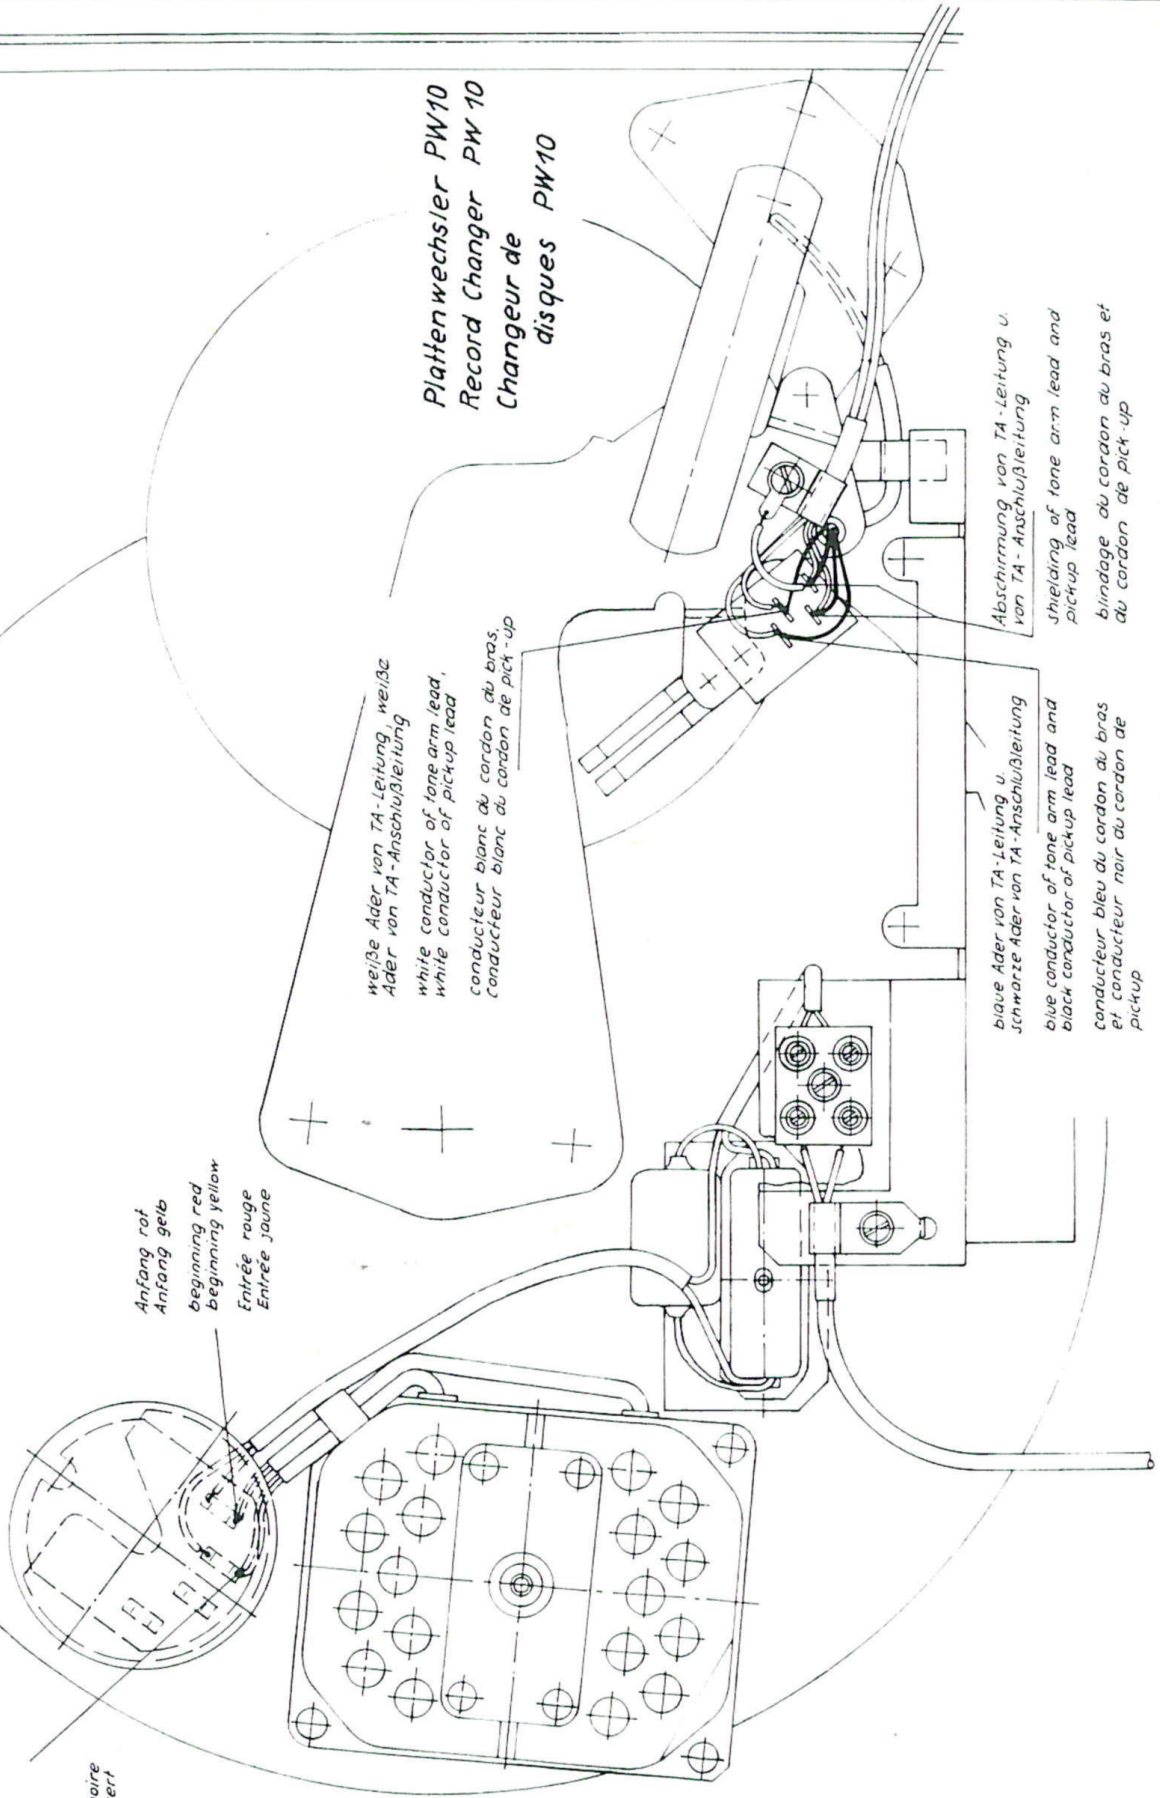 Plattenwechsler PW10
Record Changer PW 10
Changeur de
disques PW10
weiße Ader von TA-Leitung, weiße
Ader von TA-Anschlußleitung
white conductor of tone arm lead,
white conductor of pickup lead
conducteur blanc du cordon du bras,
conducteur blanc du cordon de pick-up
Abschirmung von TA-Leitung u.
von TA-Anschlußleitung
shielding of tone arm lead and
pickup lead
blindage du cordon du bras et
du cordon de pick-up
blaue Ader von TA-Leitung u.
schwarze Ader von TA-Anschlußleitung
blue conductor of tone arm lead and
black conductor of pickup lead
conducteur bleu du cordon du bras
et conducteur noir du cordon de
pickup
Anfang rot
Anfang gelb
beginning red
beginning yellow
Entrée rouge
Entrée jaune